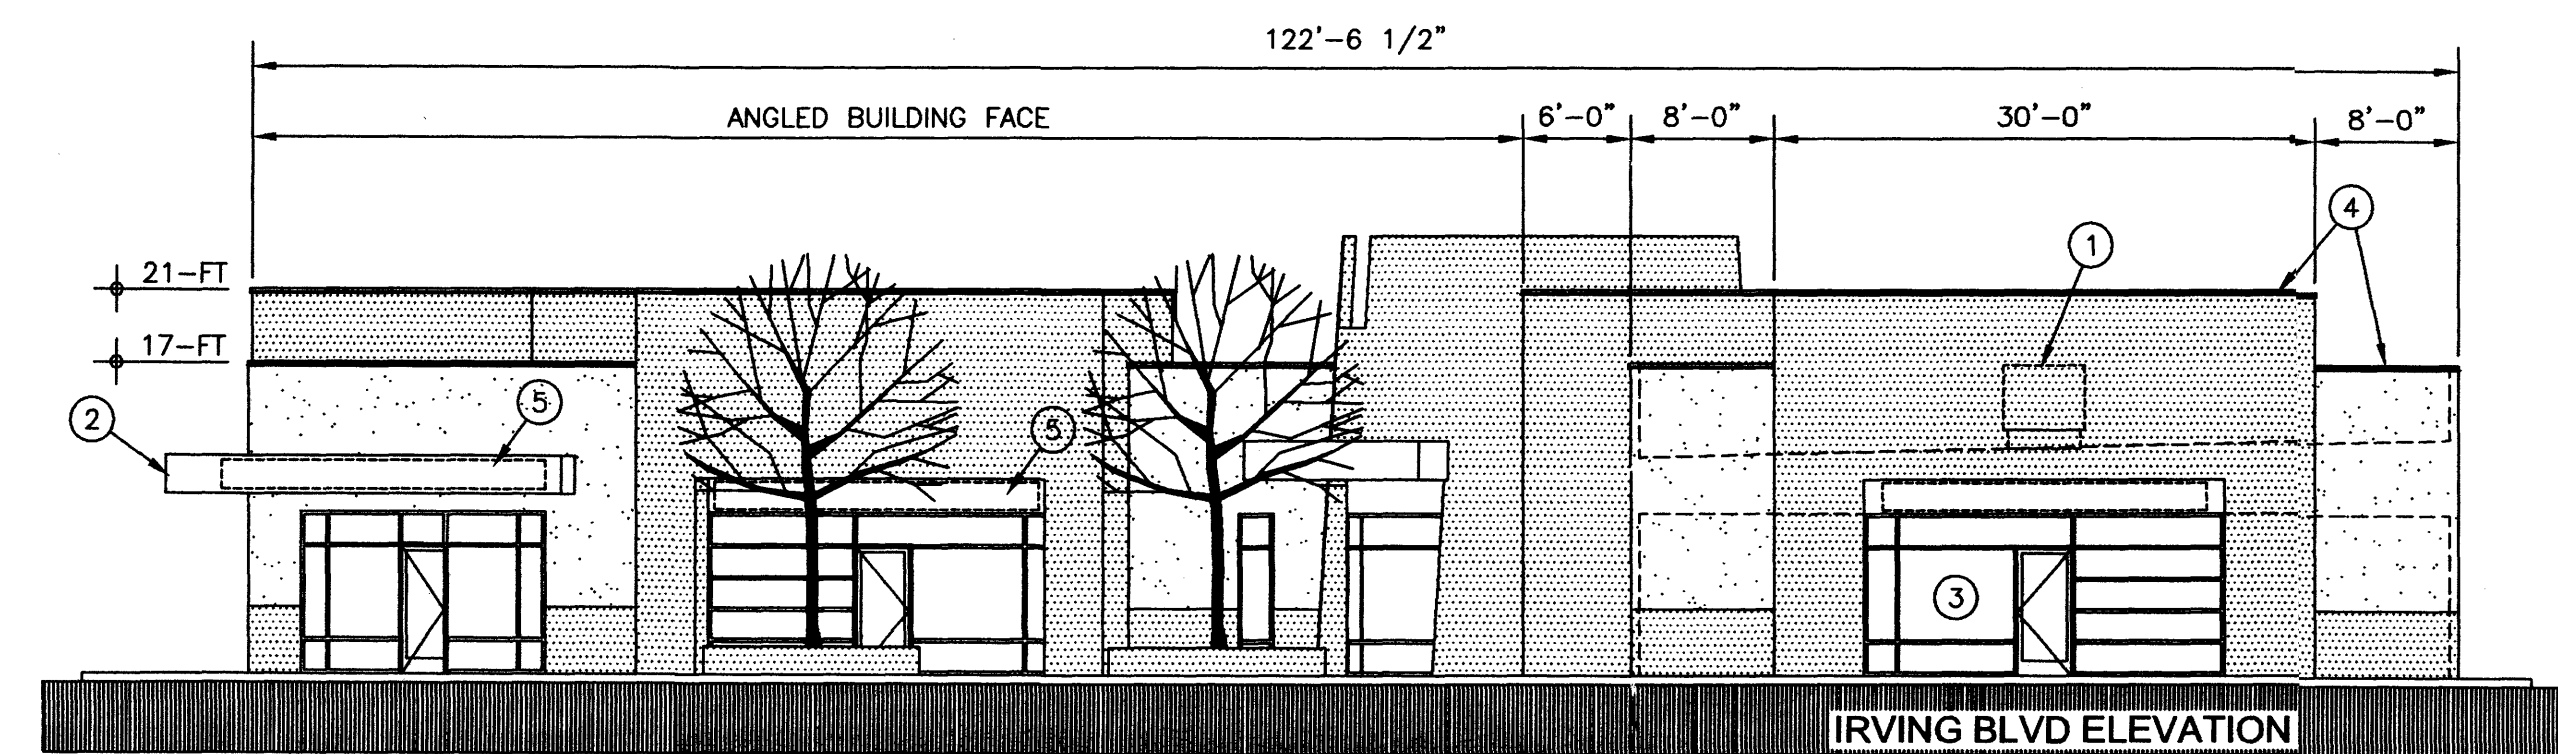 122'-6 1/2"
ANGLED BUILDING FACE
6'-0"
8'-0"
30'-0"
8'-0"
4
1
21-FT
17-FT
2
5
5
3
IRVING BLVD ELEVATION